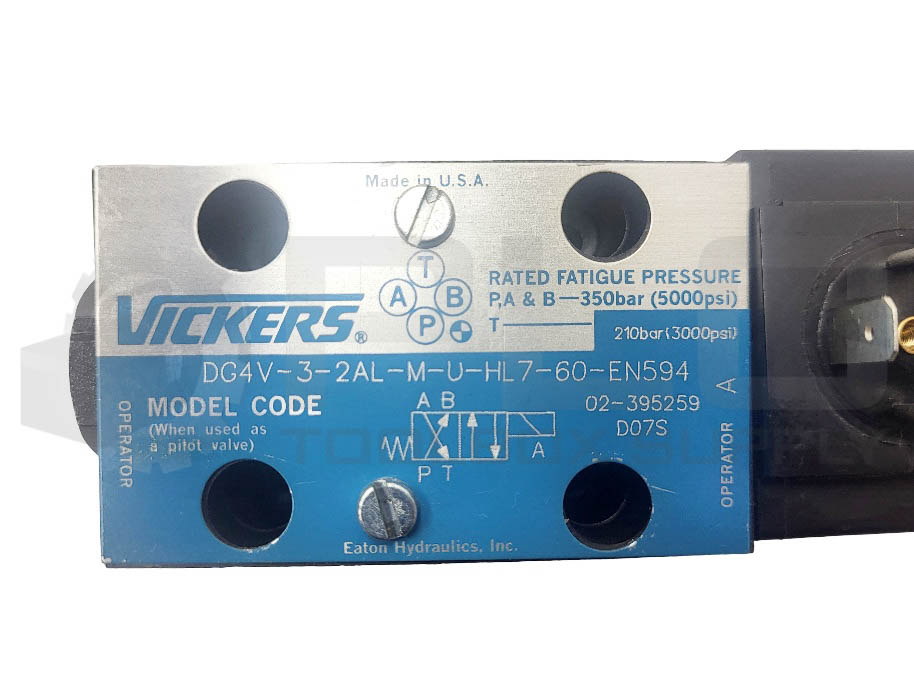 Made in U.S.A.
T
A B
P
VICKERS®
RATED FATIGUE PRESSURE
P,A & B—350bar (5000psi)
T—210bar (3000psi)
DG4V-3-2AL-M-U-HL7-60-EN594
MODEL CODE
(When used as
a pilot valve)
A B
A
P T
02-395259
D07S
OPERATOR
OPERATOR A
Eaton Hydraulics, Inc.